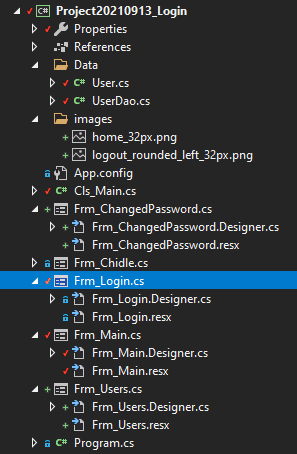 Project20210913_Login
Properties
References
Data
User.cs
UserDao.cs
images
home_32px.png
logout_rounded_left_32px.png
App.config
Cls_Main.cs
Frm_ChangedPassword.cs
Frm_ChangedPassword.Designer.cs
Frm_ChangedPassword.resx
Frm_Chidle.cs
Frm_Login.cs
Frm_Login.Designer.cs
Frm_Login.resx
Frm_Main.cs
Frm_Main.Designer.cs
Frm_Main.resx
Frm_Users.cs
Frm_Users.Designer.cs
Frm_Users.resx
Program.cs